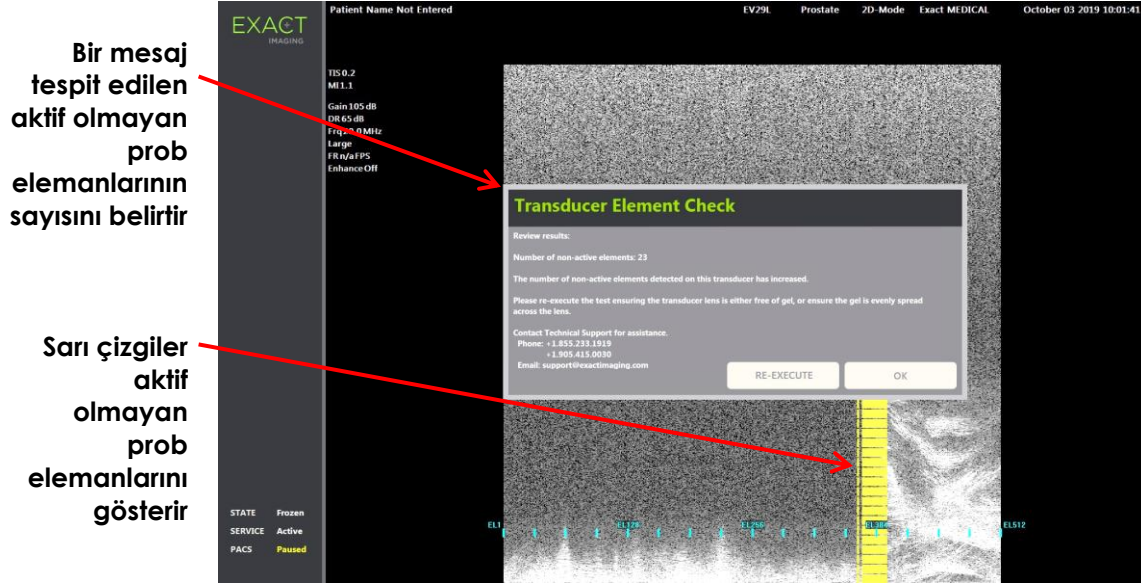 Bir mesaj
tespit edilen
aktif olmayan
prob
elemanlarının
sayısını belirtir
Sarı çizgiler
aktif
olmayan
prob
elemanlarını
gösterir
EXACT
IMAGING
Patient Name Not Entered EV29L Prostate 2D-Mode Exact MEDICAL October 03 2019 10:01:41
TIS 0.2
MI 1.1
Gain 105 dB
DR 65 dB
MHz
Large
FR n/a FPS
Enhance Off
Transducer Element Check
Review results:
Number of non-active elements: 23
The number of non-active elements detected on this transducer has increased.
Please re-execute the test ensuring the transducer lens is either free of gel, or ensure the gel is evenly spread
across the lens.
Contact Technical Support for assistance.
Phone: +1.855.233.1919
+1.905.415.0030
Email: support@exactimaging.com
RE-EXECUTE OK
EL1 EL128 EL256 EL384 EL512
STATE Frozen
SERVICE Active
PACS Paused